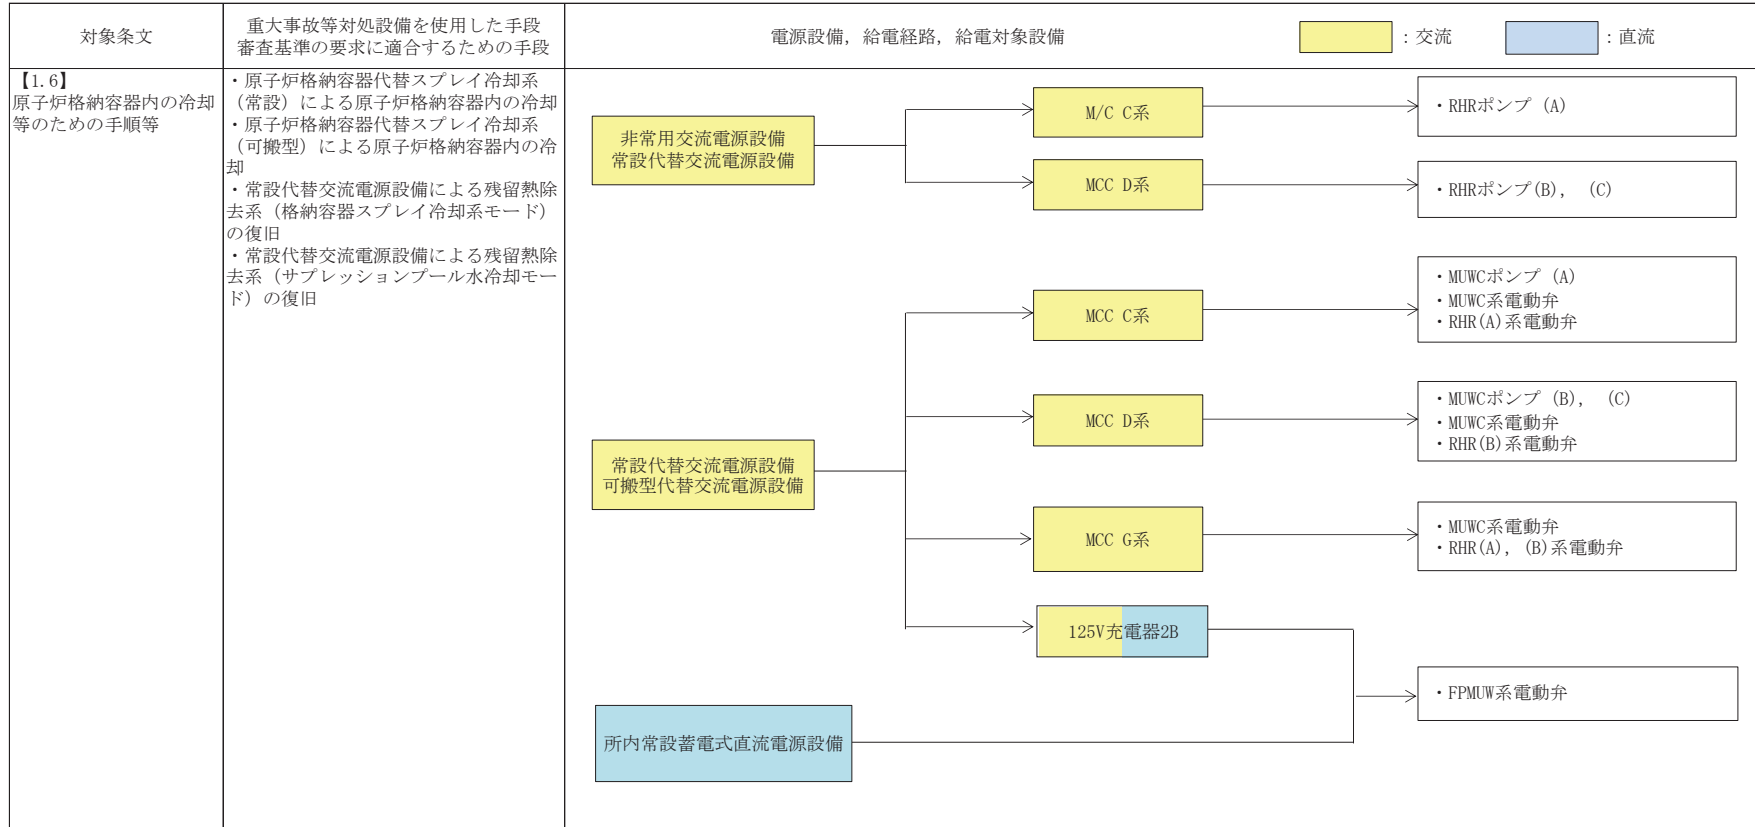 対象条文
重大事故等対処設備を使用した手段
審査基準の要求に適合するための手段
電源設備，給電経路，給電対象設備
：交流
：直流
【1.6】
原子炉格納容器内の冷却
等のための手順等
・原子炉格納容器代替スプレイ冷却系
（常設）による原子炉格納容器内の冷却
・原子炉格納容器代替スプレイ冷却系
（可搬型）による原子炉格納容器内の冷
却
・常設代替交流電源設備による残留熱除
去系（格納容器スプレイ冷却系モード）
の復旧
・常設代替交流電源設備による残留熱除
去系（サプレッションプール水冷却モー
ド）の復旧
非常用交流電源設備
常設代替交流電源設備
M/C C系
・RHRポンプ (A)
MCC D系
・RHRポンプ(B)， (C)
常設代替交流電源設備
可搬型代替交流電源設備
MCC C系
・MUWCポンプ (A)
・MUWC系電動弁
・RHR(A)系電動弁
MCC D系
・MUWCポンプ (B)， (C)
・MUWC系電動弁
・RHR(B)系電動弁
MCC G系
・MUWC系電動弁
・RHR(A)，(B)系電動弁
125V充電器2B
・FPMUW系電動弁
所内常設蓄電式直流電源設備